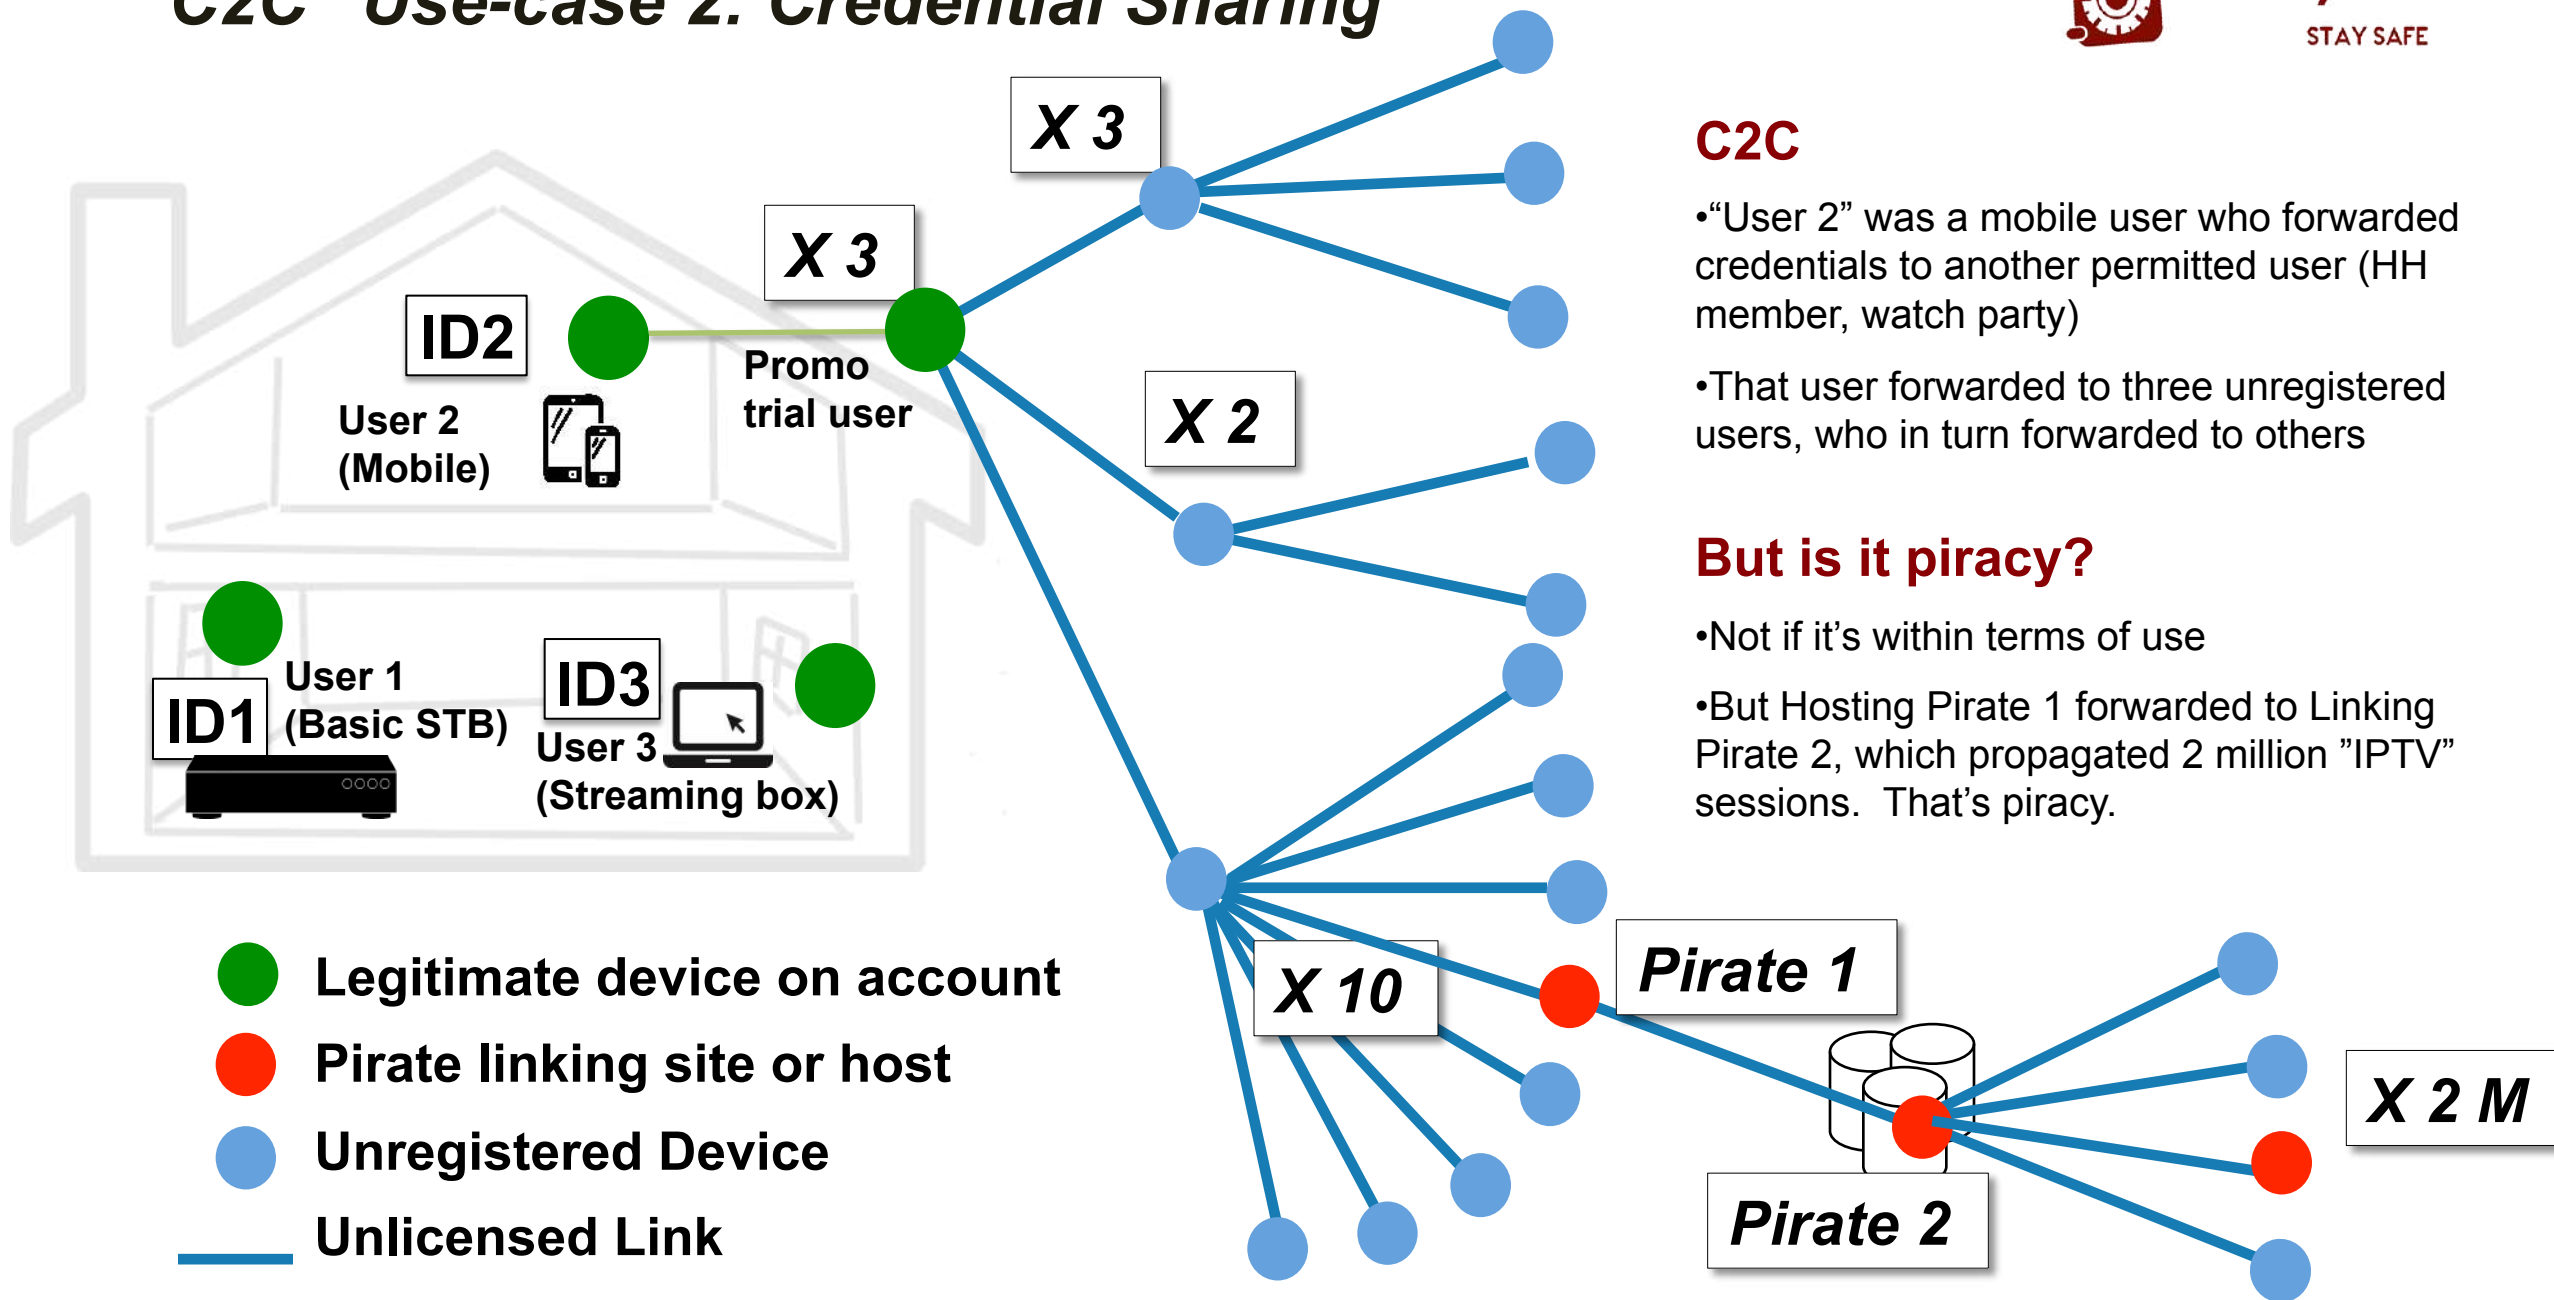 C2C Use-case 2: Credential Sharing
STAY SAFE
X 3
X 3
ID2
Promo
trial user
User 2
(Mobile)
X 2
User 1
(Basic STB)
ID1
ID3
User 3
(Streaming box)
C2C
•“User 2” was a mobile user who forwarded
credentials to another permitted user (HH
member, watch party)
•That user forwarded to three unregistered
users, who in turn forwarded to others
But is it piracy?
•Not if it’s within terms of use
•But Hosting Pirate 1 forwarded to Linking
Pirate 2, which propagated 2 million ”IPTV”
sessions.  That’s piracy.
Legitimate device on account
Pirate linking site or host
Unregistered Device
Unlicensed Link
X 10
Pirate 1
Pirate 2
X 2 M